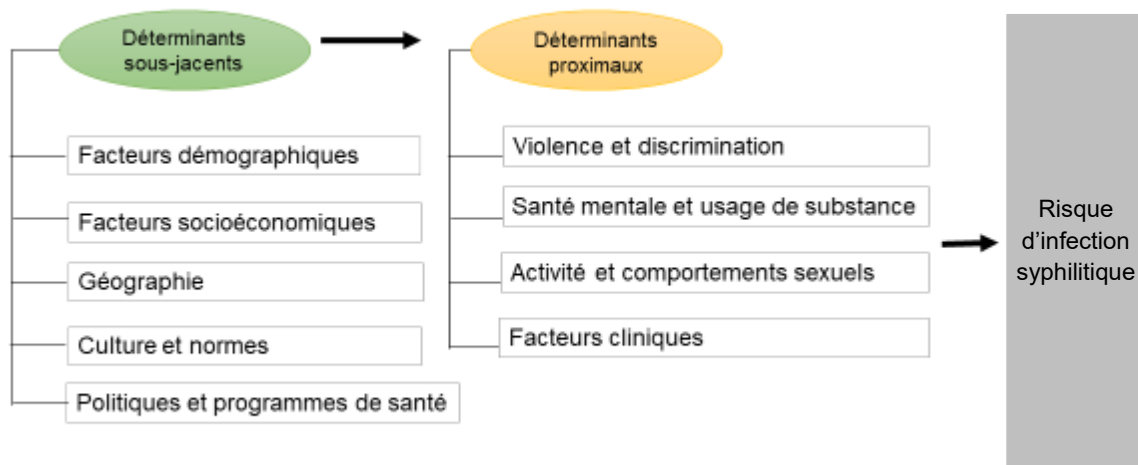 Déterminants
sous-jacents
Facteurs démographiques
Facteurs socioéconomiques
Géographie
Culture et normes
Politiques et programmes de santé
Déterminants
proximaux
Violence et discrimination
Santé mentale et usage de substance
Activité et comportements sexuels
Facteurs cliniques
Risque
d’infection
syphilitique